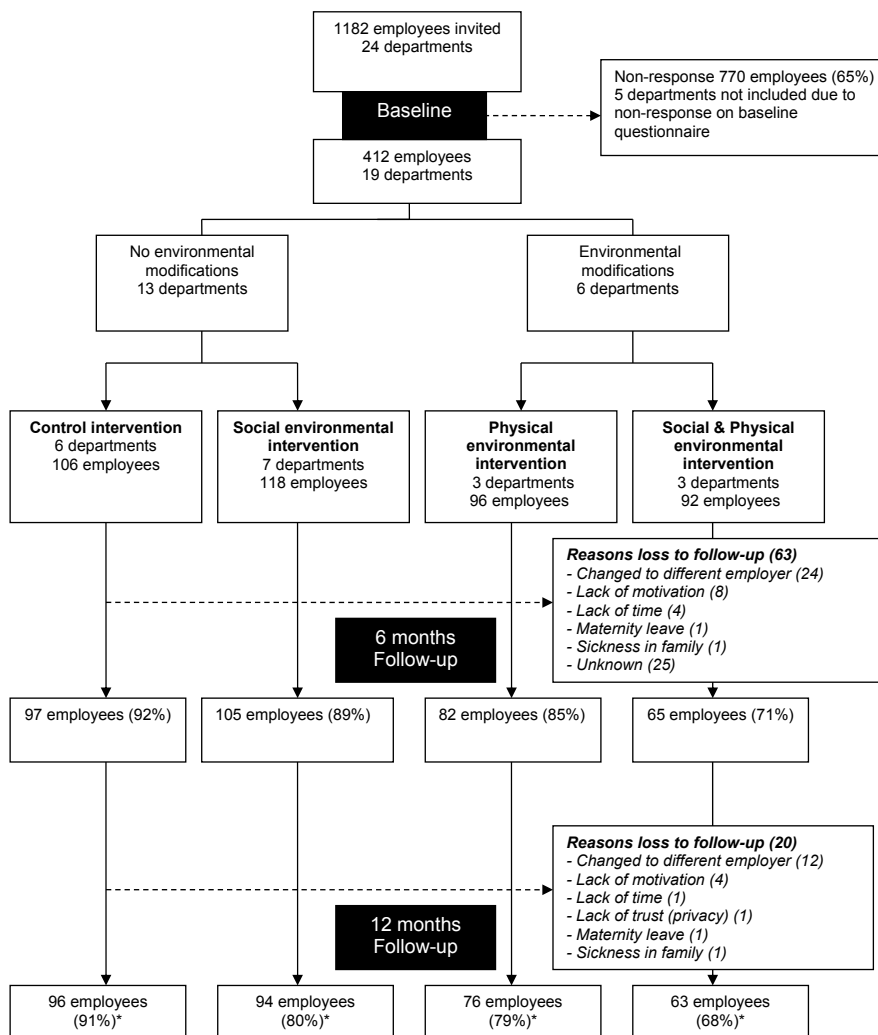 1182 employees invited
24 departments
Baseline
Non-response 770 employees (65%)
5 departments not included due to
non-response on baseline
questionnaire
412 employees
19 departments
No environmental
modifications
13 departments
Environmental
modifications
6 departments
Control intervention
6 departments
106 employees
Social environmental
intervention
7 departments
118 employees
Physical
environmental
intervention
3 departments
96 employees
Social & Physical
environmental
intervention
3 departments
92 employees
Reasons loss to follow-up (63)
- Changed to different employer (24)
- Lack of motivation (8)
- Lack of time (4)
- Maternity leave (1)
- Sickness in family (1)
- Unknown (25)
6 months
Follow-up
97 employees (92%)
105 employees (89%)
82 employees (85%)
65 employees (71%)
Reasons loss to follow-up (20)
- Changed to different employer (12)
- Lack of motivation (4)
- Lack of time (1)
- Lack of trust (privacy) (1)
- Maternity leave (1)
- Sickness in family (1)
12 months
Follow-up
96 employees
(91%)*
94 employees
(80%)*
76 employees
(79%)*
63 employees
(68%)*